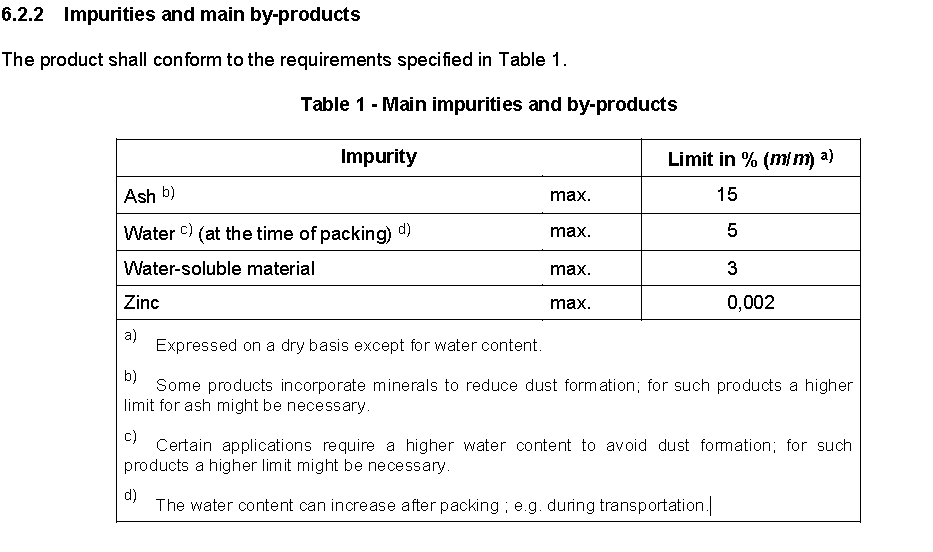 6.2.2 Impurities and main by-products
The product shall conform to the requirements specified in Table 1.
Table 1 - Main impurities and by-products
Impurity Limit in % (m/m) a)
Ash b) max. 15
Water c) (at the time of packing) d) max. 5
Water-soluble material max. 3
Zinc max. 0,002
a) Expressed on a dry basis except for water content.
b) Some products incorporate minerals to reduce dust formation; for such products a higher
limit for ash might be necessary.
c) Certain applications require a higher water content to avoid dust formation; for such
products a higher limit might be necessary.
d) The water content can increase after packing ; e.g. during transportation.